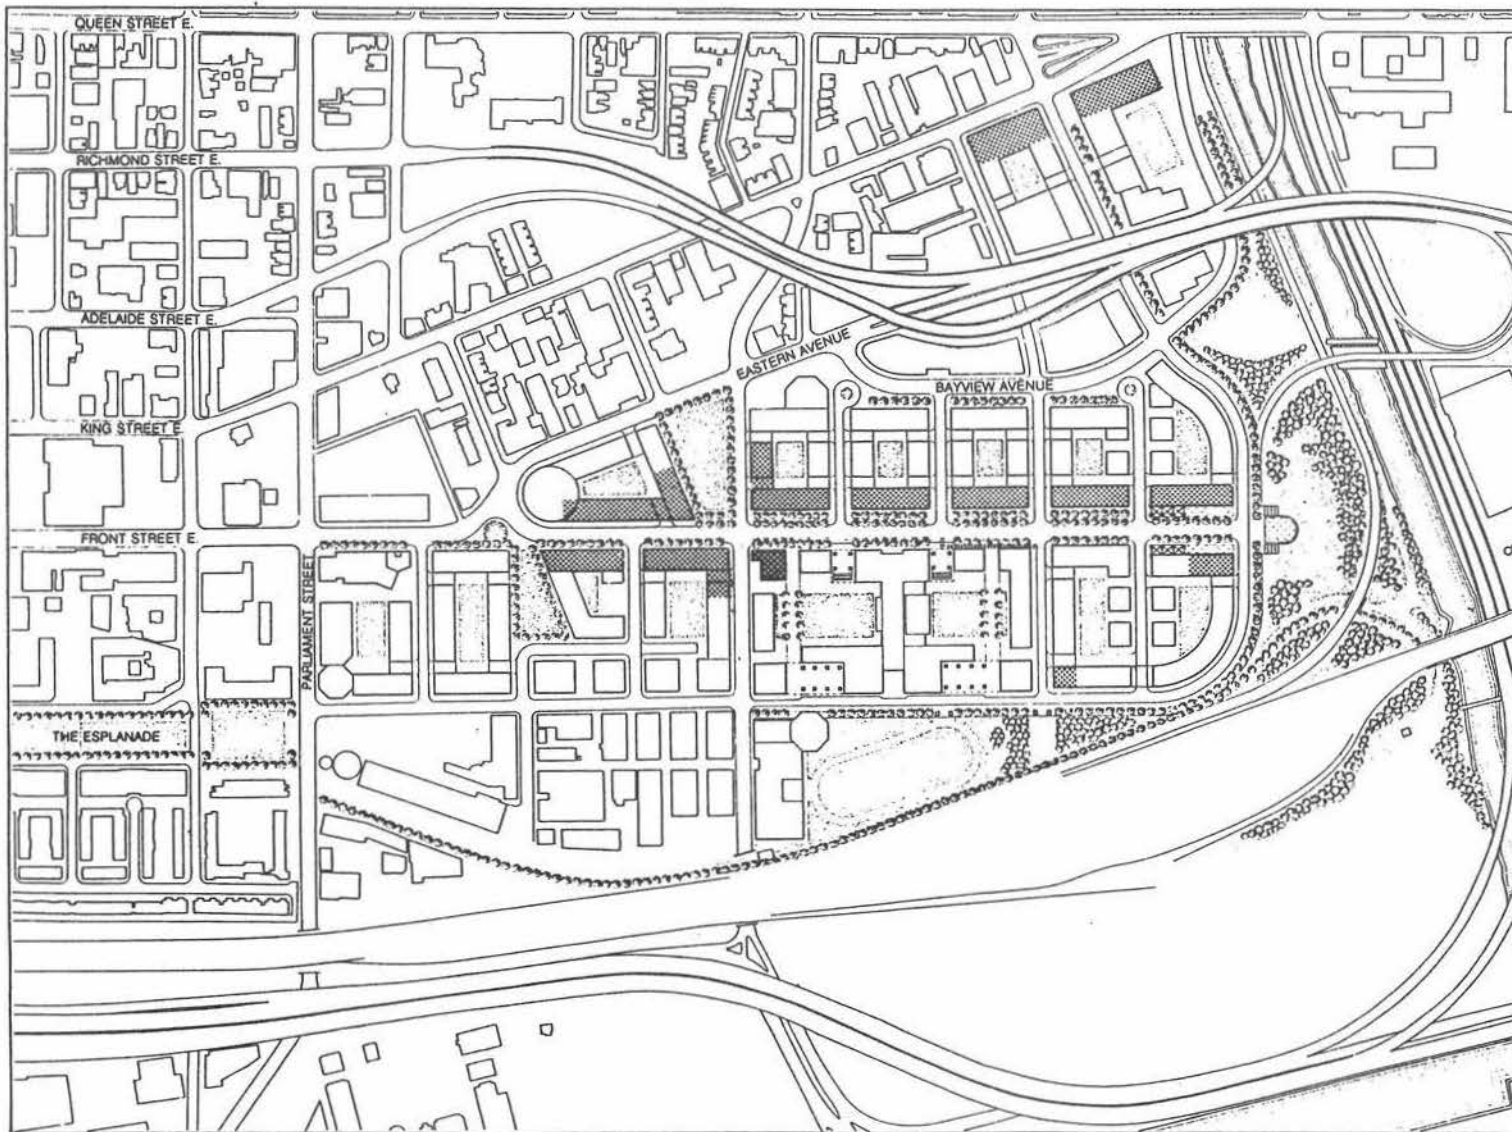 QUEEN STREET E.
RICHMOND STREET E.
ADELAIDE STREET E.
EASTERN AVENUE
BAYVIEW AVENUE
KING STREET E.
FRONT STREET E.
PARLIAMENT STREET
THE ESPLANADE